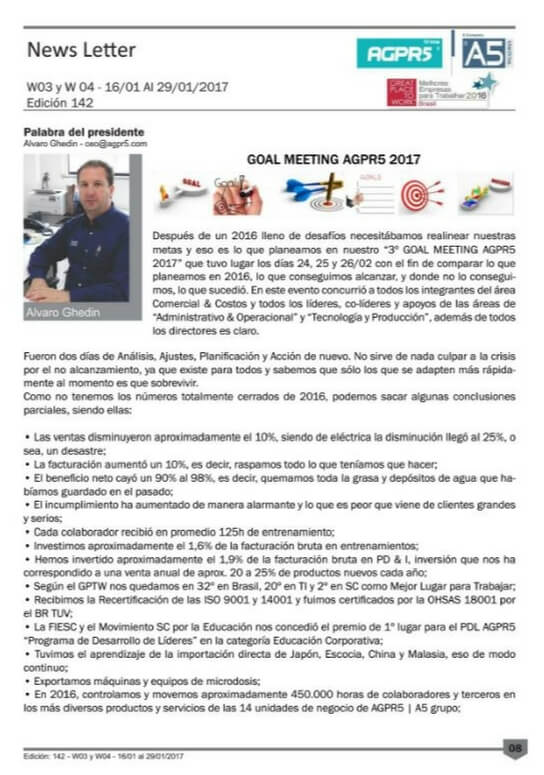 News Letter
AGPR5
A5
W03 y W 04 - 16/01 Al 29/01/2017
Edición 142
GREAT
PLACE
TO
WORK
Melhores
Empresas
para Trabalhar 2016
Brasil
Palabra del presidente
Alvaro Ghedin - ceo@agpr5.com
GOAL MEETING AGPR5 2017
GOAL
Goal
GOALS
Alvaro Ghedin
Después de un 2016 lleno de desafíos necesitábamos realinear nuestras
metas y eso es lo que planeamos en nuestro “3º GOAL MEETING AGPR5
2017” que tuvo lugar los días 24, 25 y 26/02 con el fin de comparar lo que
planeamos en 2016, lo que conseguimos alcanzar, y donde no lo consegui-
mos, lo que sucedió. En este evento concurrió a todos los integrantes del área
Comercial & Costos y todos los líderes, co-líderes y apoyos de las áreas de
“Administrativo & Operacional” y “Tecnología y Producción”, además de todos
los directores es claro.
Fueron dos días de Análisis, Ajustes, Planificación y Acción de nuevo. No sirve de nada culpar a la crisis
por el no alcanzamiento, ya que existe para todos y sabemos que sólo los que se adapten más rápida-
mente al momento es que sobrevivir.
Como no tenemos los números totalmente cerrados de 2016, podemos sacar algunas conclusiones
parciales, siendo ellas:
• Las ventas disminuyeron aproximadamente el 10%, siendo de eléctrica la disminución llegó al 25%, o
sea, un desastre;
• La facturación aumentó un 10%, es decir, raspamos todo lo que teníamos que hacer;
• El beneficio neto cayó un 90% al 98%, es decir, quemamos toda la grasa y depósitos de agua que ha-
bíamos guardado en el pasado;
• El incumplimiento ha aumentado de manera alarmante y lo que es peor que viene de clientes grandes
y serios;
• Cada colaborador recibió en promedio 125h de entrenamiento;
• Investimos aproximadamente el 1,6% de la facturación bruta en entrenamientos;
• Hemos invertido aproximadamente el 1,9% de la facturación bruta en PD & I, inversión que nos ha
correspondido a una venta anual de aprox. 20 a 25% de productos nuevos cada año;
• Según el GPTW nos quedamos en 32º en Brasil, 20º en TI y 2º en SC como Mejor Lugar para Trabajar;
• Recibimos la Recertificación de las ISO 9001 y 14001 y fuimos certificados por la OHSAS 18001 por
el BR TUV;
• La FIESC y el Movimiento SC por la Educación nos concedió el premio de 1º lugar para el PDL AGPR5
“Programa de Desarrollo de Líderes” en la categoría Educación Corporativa;
• Tuvimos el aprendizaje de la importación directa de Japón, Escocia, China y Malasia, eso de modo
continuo;
• Exportamos máquinas y equipos de microdosis;
• En 2016, controlamos y movemos aproximadamente 450.000 horas de colaboradores y terceros en
los más diversos productos y servicios de las 14 unidades de negocio de AGPR5 | A5 grupo;
08
Edición: 142 – W03 y W04 – 16/01 al 29/01/2017